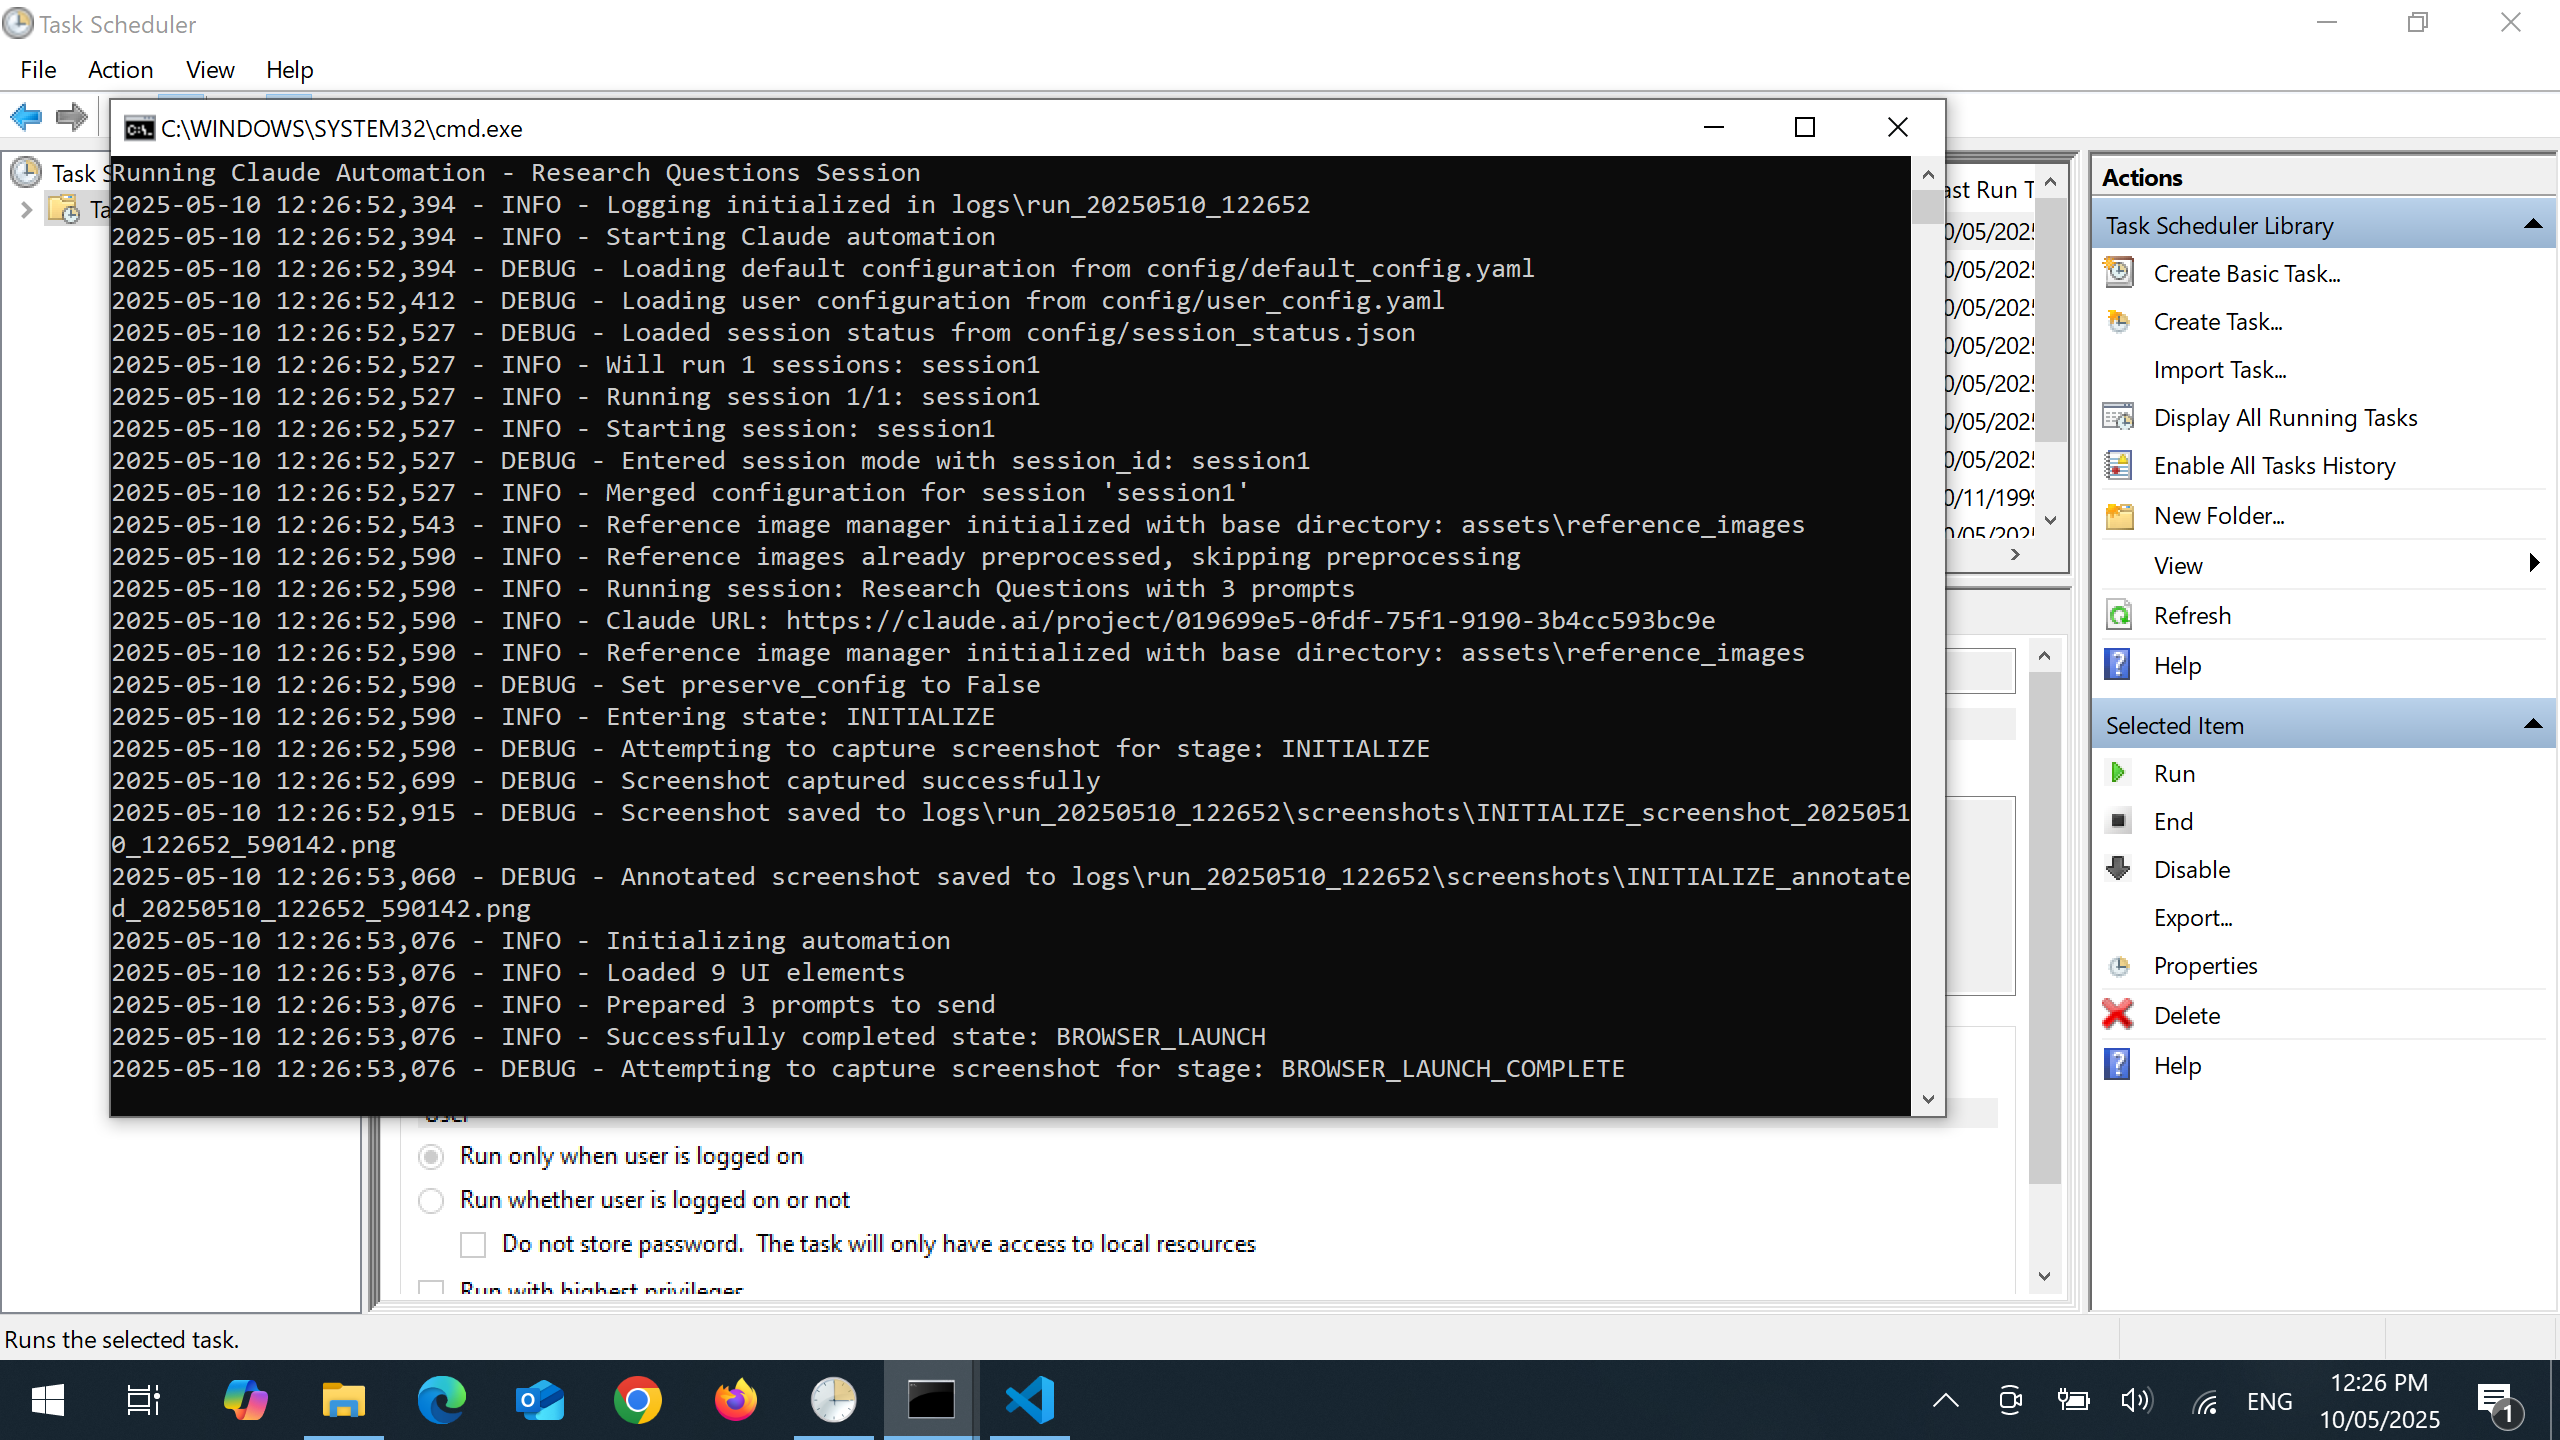 Task Scheduler
File Action View Help
C:\WINDOWS\SYSTEM32\cmd.exe
Running Claude Automation - Research Questions Session
2025-05-10 12:26:52,394 - INFO - Logging initialized in logs\run_20250510_122652
2025-05-10 12:26:52,394 - INFO - Starting Claude automation
2025-05-10 12:26:52,394 - DEBUG - Loading default configuration from config/default_config.yaml
2025-05-10 12:26:52,412 - DEBUG - Loading user configuration from config/user_config.yaml
2025-05-10 12:26:52,527 - DEBUG - Loaded session status from config/session_status.json
2025-05-10 12:26:52,527 - INFO - Will run 1 sessions: session1
2025-05-10 12:26:52,527 - INFO - Running session 1/1: session1
2025-05-10 12:26:52,527 - INFO - Starting session: session1
2025-05-10 12:26:52,527 - DEBUG - Entered session mode with session_id: session1
2025-05-10 12:26:52,527 - INFO - Merged configuration for session 'session1'
2025-05-10 12:26:52,543 - INFO - Reference image manager initialized with base directory: assets\reference_images
2025-05-10 12:26:52,590 - INFO - Reference images already preprocessed, skipping preprocessing
2025-05-10 12:26:52,590 - INFO - Running session: Research Questions with 3 prompts
2025-05-10 12:26:52,590 - INFO - Claude URL: https://claude.ai/project/019699e5-0fdf-75f1-9190-3b4cc593bc9e
2025-05-10 12:26:52,590 - INFO - Reference image manager initialized with base directory: assets\reference_images
2025-05-10 12:26:52,590 - DEBUG - Set preserve_config to False
2025-05-10 12:26:52,590 - INFO - Entering state: INITIALIZE
2025-05-10 12:26:52,590 - DEBUG - Attempting to capture screenshot for stage: INITIALIZE
2025-05-10 12:26:52,699 - DEBUG - Screenshot captured successfully
2025-05-10 12:26:52,915 - DEBUG - Screenshot saved to logs\run_20250510_122652\screenshots\INITIALIZE_screenshot_2025051
0_122652_590142.png
2025-05-10 12:26:53,060 - DEBUG - Annotated screenshot saved to logs\run_20250510_122652\screenshots\INITIALIZE_annotate
d_20250510_122652_590142.png
2025-05-10 12:26:53,076 - INFO - Initializing automation
2025-05-10 12:26:53,076 - INFO - Loaded 9 UI elements
2025-05-10 12:26:53,076 - INFO - Prepared 3 prompts to send
2025-05-10 12:26:53,076 - INFO - Successfully completed state: BROWSER_LAUNCH
2025-05-10 12:26:53,076 - DEBUG - Attempting to capture screenshot for stage: BROWSER_LAUNCH_COMPLETE
Task S
Ta
ast Run T
0/05/202
0/05/202
0/05/202
0/05/202
0/05/202
0/05/202
0/05/202
0/11/199
0/05/202
Run only when user is logged on
Run whether user is logged on or not
Do not store password. The task will only have access to local resources
Run with highest privileges
Actions
Task Scheduler Library
Create Basic Task...
Create Task...
Import Task...
Display All Running Tasks
Enable All Tasks History
New Folder...
View
Refresh
Help
Selected Item
Run
End
Disable
Export...
Properties
Delete
Help
Runs the selected task.
ENG
12:26 PM
10/05/2025
1